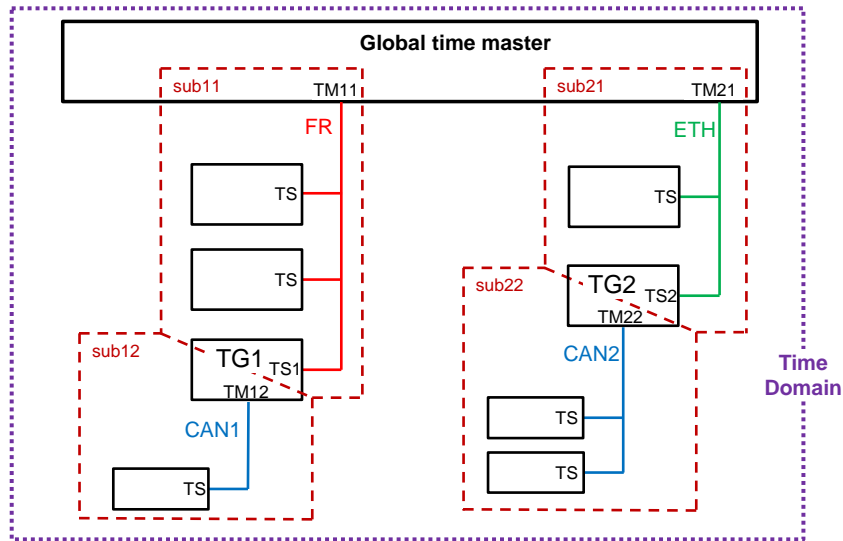 Global time master
sub11
TM11
sub21
TM21
FR
ETH
TS
TS
TS
sub22
TG2
TS2
TM22
sub12
TG1
TS1
TM12
CAN2
CAN1
Time
Domain
TS
TS
TS